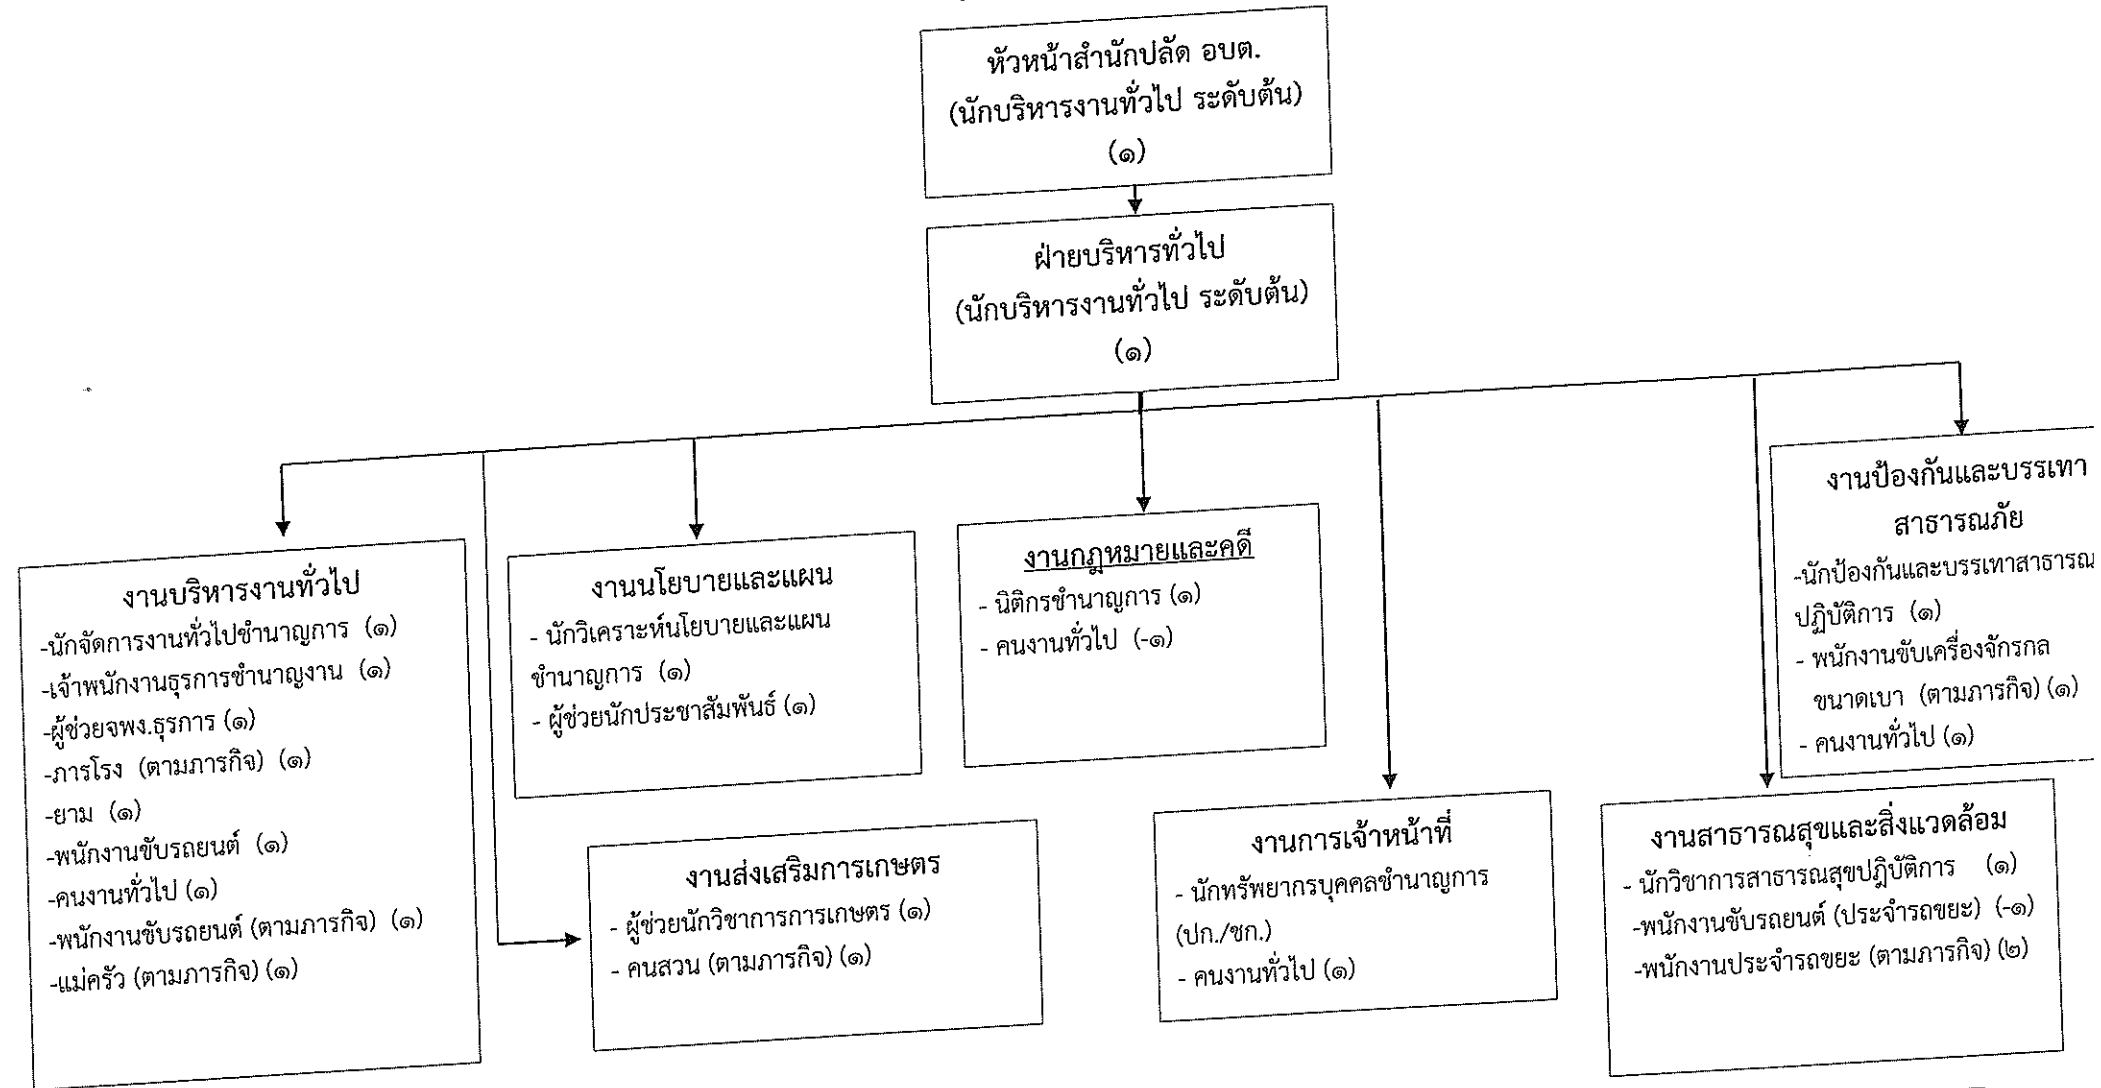 หัวหน้าสำนักปลัด อบต.
(นักบริหารงานทั่วไป ระดับต้น)
(๑)
ฝ่ายบริหารทั่วไป
(นักบริหารงานทั่วไป ระดับต้น)
(๑)
งานบริหารงานทั่วไป
-นักจัดการงานทั่วไปชำนาญการ (๑)
-เจ้าพนักงานธุรการชำนาญงาน (๑)
-ผู้ช่วยจพง.ธุรการ (๑)
-ภารโรง (ตามภารกิจ) (๑)
-ยาม (๑)
-พนักงานขับรถยนต์ (๑)
-คนงานทั่วไป (๑)
-พนักงานขับรถยนต์ (ตามภารกิจ) (๑)
-แม่ครัว (ตามภารกิจ) (๑)
งานนโยบายและแผน
- นักวิเคราะห์นโยบายและแผน
ชำนาญการ (๑)
- ผู้ช่วยนักประชาสัมพันธ์ (๑)
งานกฎหมายและคดี
- นิติกรชำนาญการ (๑)
- คนงานทั่วไป (-๑)
งานป้องกันและบรรเทา
สาธารณภัย
-นักป้องกันและบรรเทาสาธารณ
ปฏิบัติการ (๑)
- พนักงานขับเครื่องจักรกล
ขนาดเบา (ตามภารกิจ) (๑)
- คนงานทั่วไป (๑)
งานส่งเสริมการเกษตร
- ผู้ช่วยนักวิชาการการเกษตร (๑)
- คนสวน (ตามภารกิจ) (๑)
งานการเจ้าหน้าที่
- นักทรัพยากรบุคคลชำนาญการ
(ปก./ชก.)
- คนงานทั่วไป (๑)
งานสาธารณสุขและสิ่งแวดล้อม
- นักวิชาการสาธารณสุขปฏิบัติการ (๑)
-พนักงานขับรถยนต์ (ประจำรถขยะ) (-๑)
-พนักงานประจำรถขยะ (ตามภารกิจ) (๒)